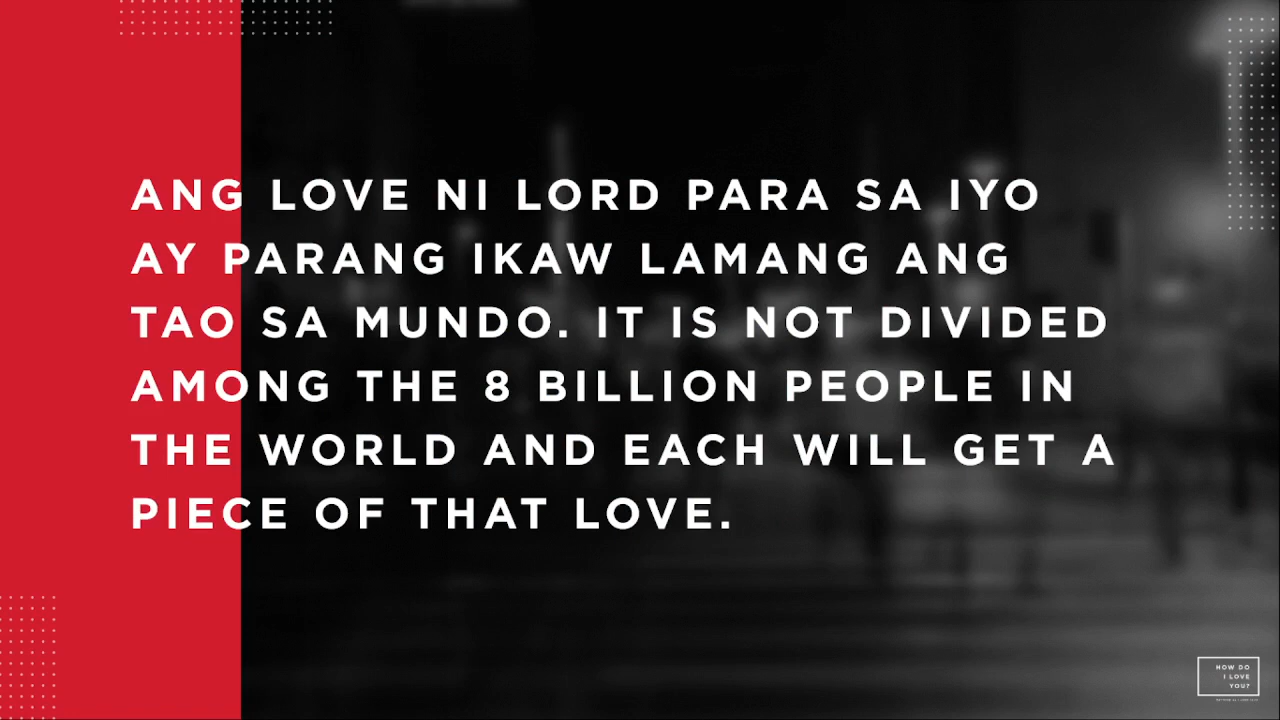 ANG LOVE NI LORD PARA SA IYO
AY PARANG IKAW LAMANG ANG
TAO SA MUNDO. IT IS NOT DIVIDED
AMONG THE 8 BILLION PEOPLE IN
THE WORLD AND EACH WILL GET A
PIECE OF THAT LOVE.
HOW DO
I LOVE
YOU?